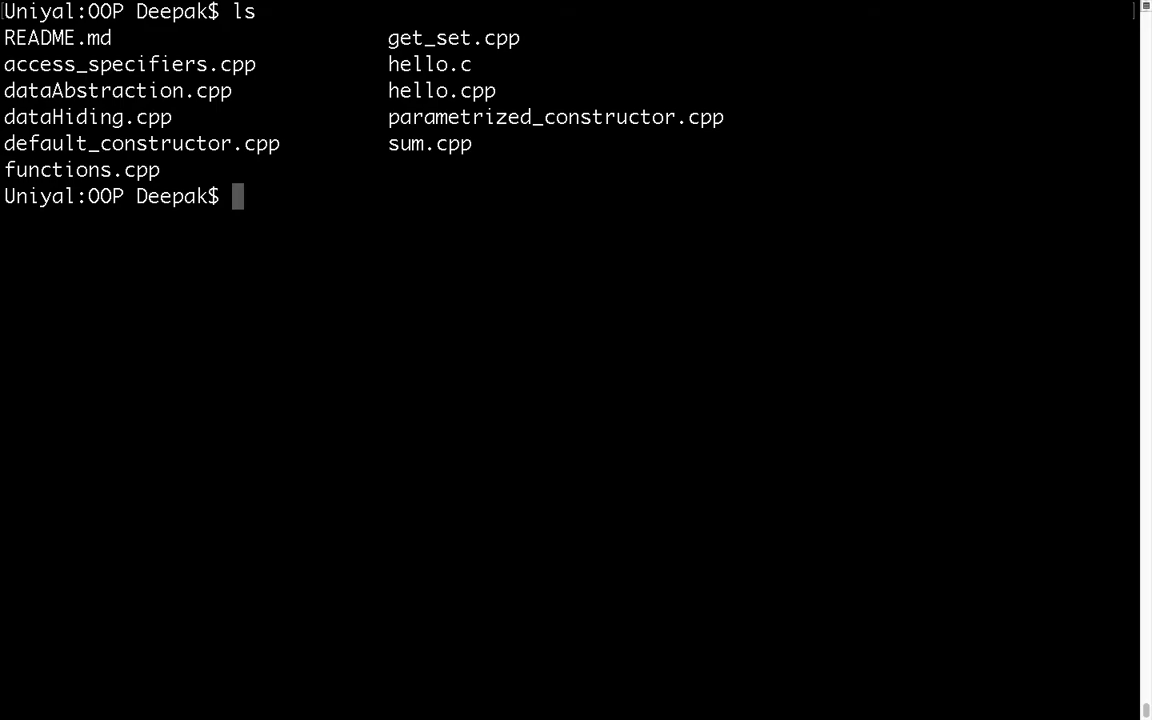 Uniyal:OOP Deepak$ ls
README.md get_set.cpp
access_specifiers.cpp hello.c
dataAbstraction.cpp hello.cpp
dataHiding.cpp parametrized_constructor.cpp
default_constructor.cpp sum.cpp
functions.cpp
Uniyal:OOP Deepak$